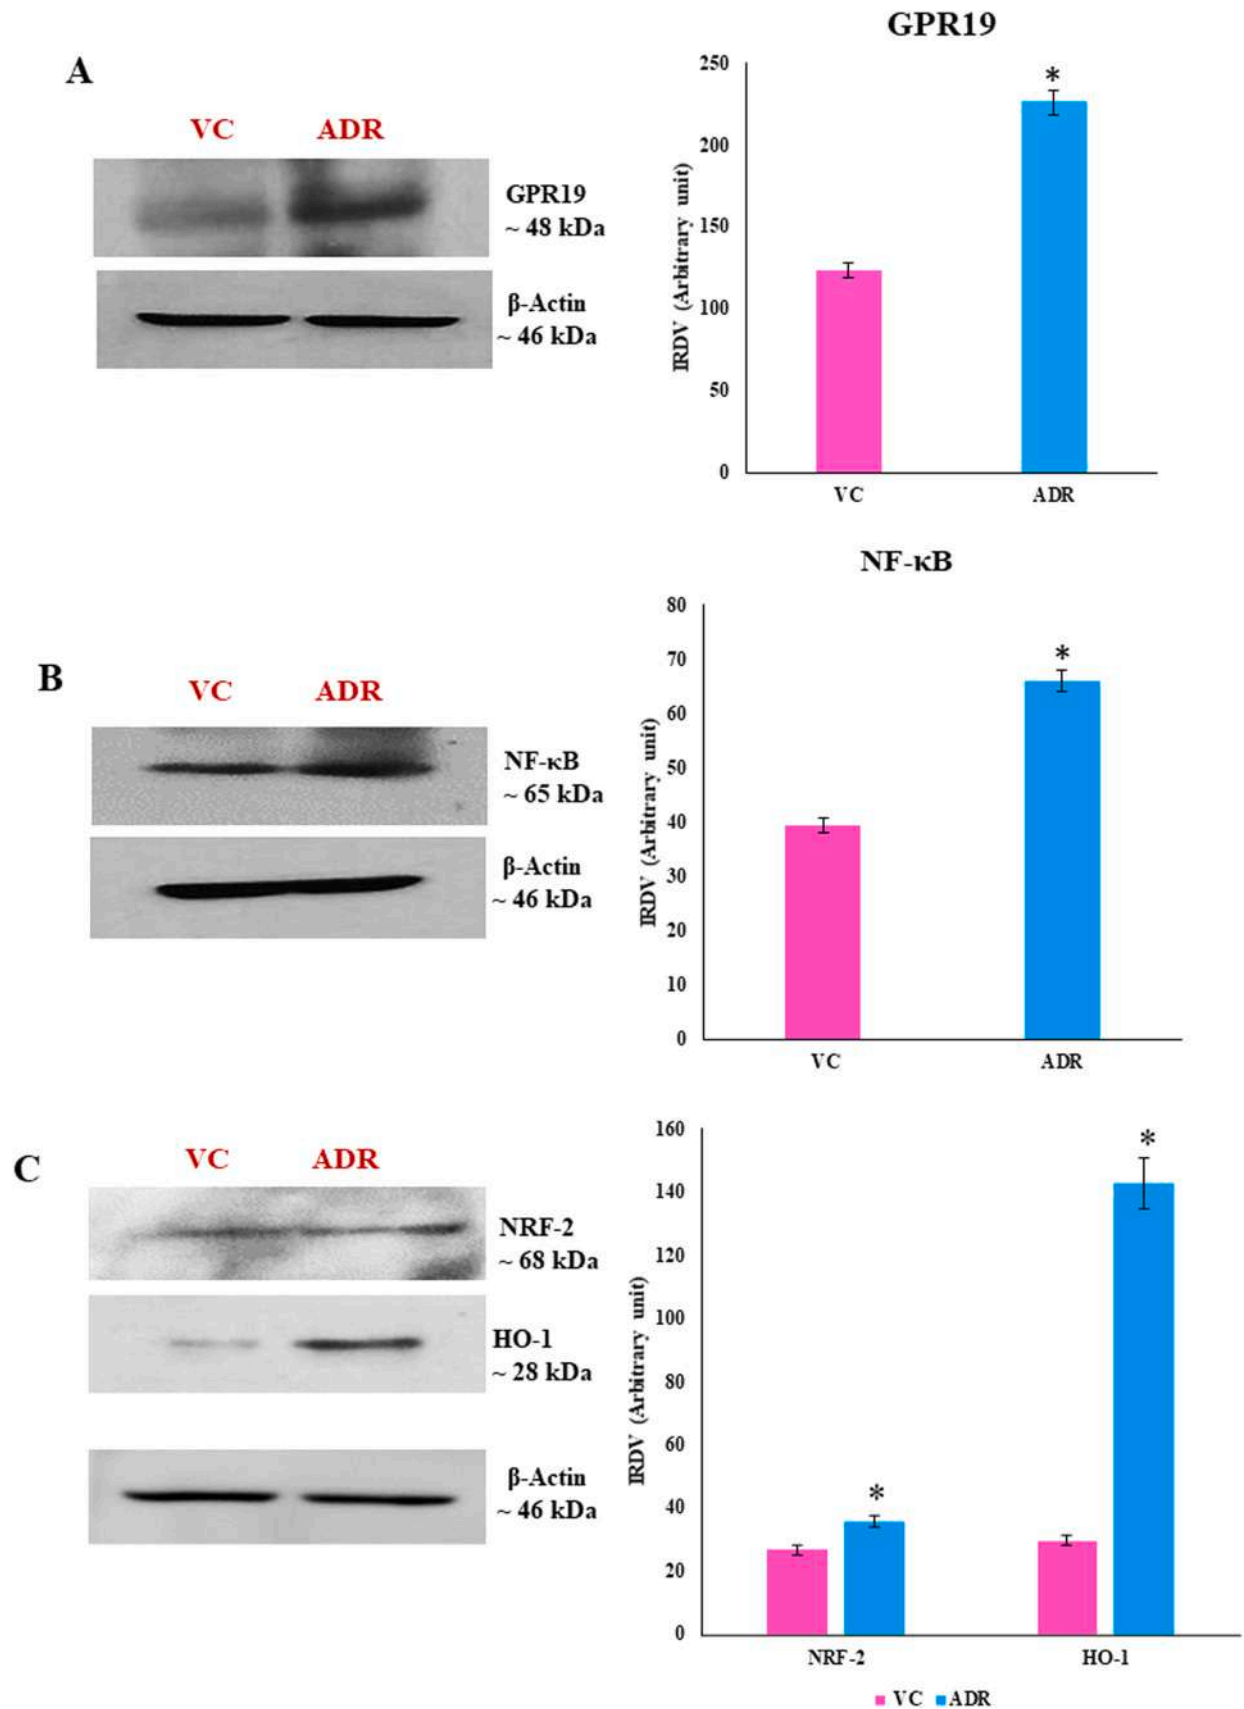 A
VC ADR
GPR19
~ 48 kDa
β-Actin
~ 46 kDa
GPR19
IRDV (Arbitrary unit)
250
200
150
100
50
0
*
VC ADR
B
VC ADR
NF-κB
~ 65 kDa
β-Actin
~ 46 kDa
NF-κB
IRDV (Arbitrary unit)
80
70
60
50
40
30
20
10
0
*
VC ADR
C
VC ADR
NRF-2
~ 68 kDa
HO-1
~ 28 kDa
β-Actin
~ 46 kDa
IRDV (Arbitrary unit)
160
140
120
100
80
60
40
20
0
*
*
NRF-2 HO-1
VC ADR